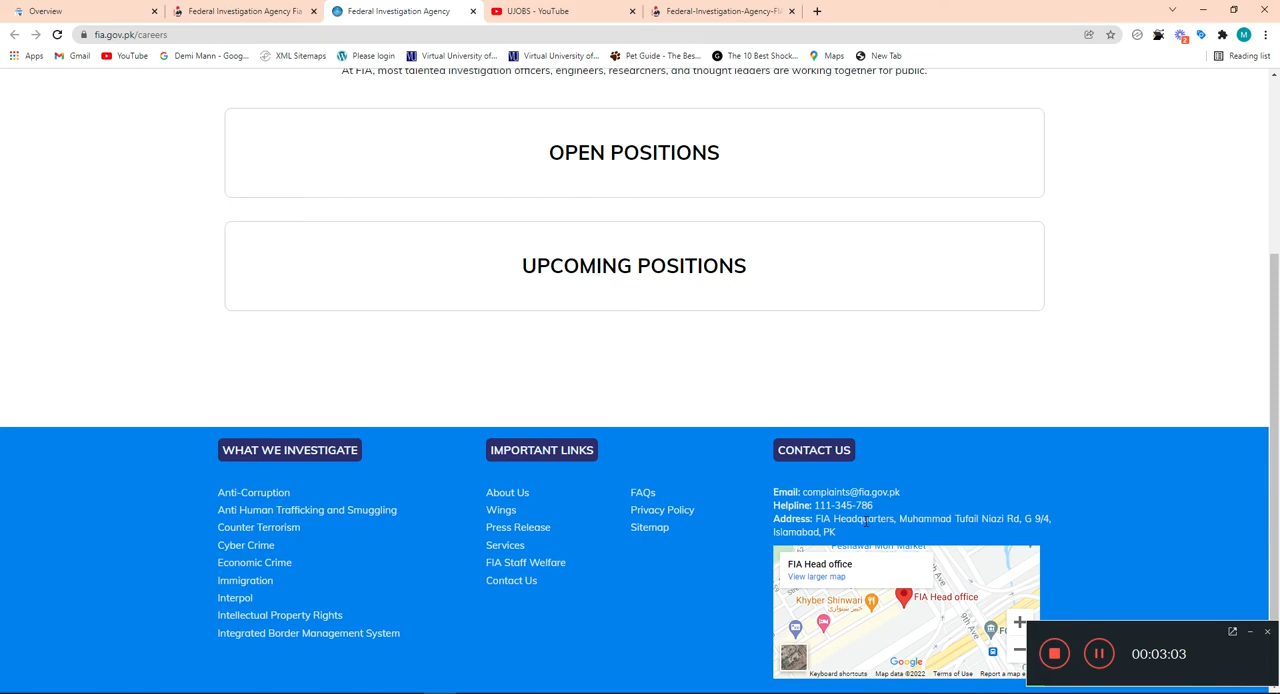 Overview
Federal Investigation Agency Fia
Federal Investigation Agency
UJOBS - YouTube
Federal-Investigation-Agency-FI
fia.gov.pk/careers
M
Apps
Gmail
YouTube
Demi Mann - Goog...
XML Sitemaps
Please login
Virtual University of...
Virtual University of...
Pet Guide - The Bes...
The 10 Best Shock...
Maps
New Tab
Reading list
At FIA, most talented investigation officers, engineers, researchers, and thought leaders are working together for public.
OPEN POSITIONS
UPCOMING POSITIONS
WHAT WE INVESTIGATE
Anti-Corruption
Anti Human Trafficking and Smuggling
Counter Terrorism
Cyber Crime
Economic Crime
Immigration
Interpol
Intellectual Property Rights
Integrated Border Management System
IMPORTANT LINKS
About Us
Wings
Press Release
Services
FIA Staff Welfare
Contact Us
FAQs
Privacy Policy
Sitemap
CONTACT US
Email: complaints@fia.gov.pk
Helpline: 111-345-786
Address: FIA Headquarters, Muhammad Tufail Niazi Rd, G 9/4,
Islamabad, PK
Peshawar Mori Market
FIA Head office
View larger map
Khyber Shinwari
خیبر شنواری
FIA Head office
9th Ave
Google
Keyboard shortcuts
Map data ©2022
Terms of Use
Report a map e
00:03:03